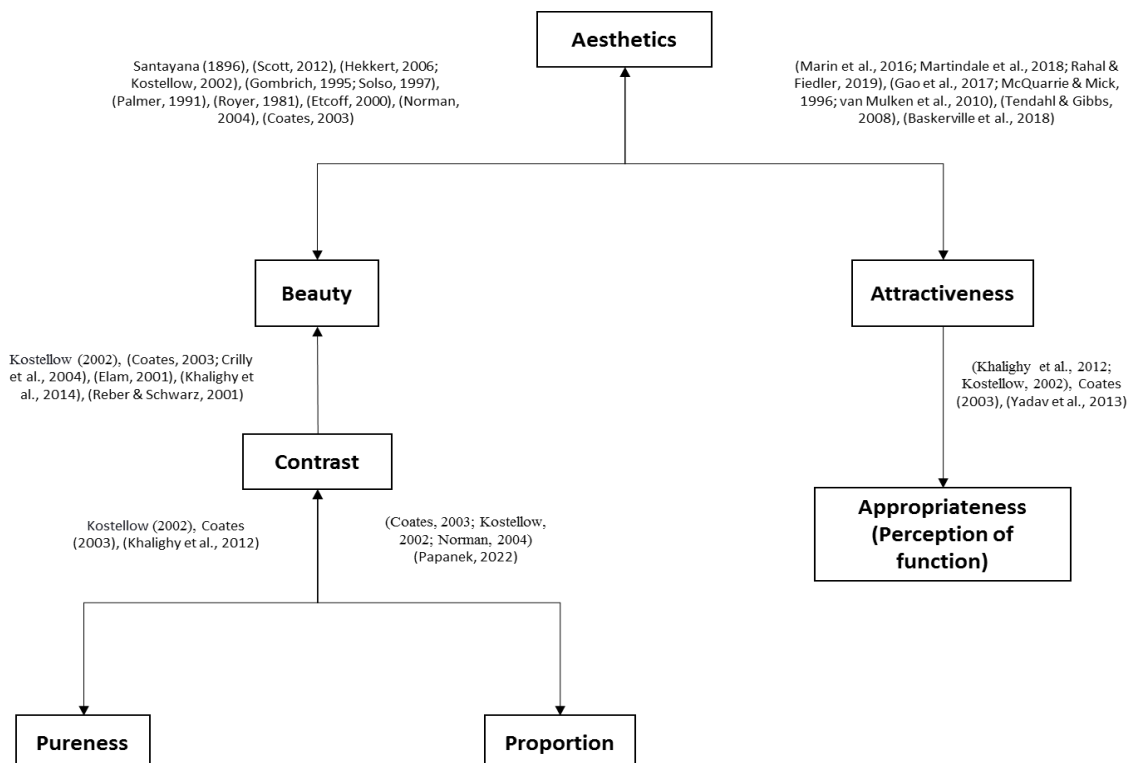 Aesthetics
Santayana (1896), (Scott, 2012), (Hekkert, 2006;
Kostellow, 2002), (Gombrich, 1995; Solso, 1997),
(Palmer, 1991), (Royer, 1981), (Etcoff, 2000), (Norman,
2004), (Coates, 2003)
(Marin et al., 2016; Martindale et al., 2018; Rahal &
Fiedler, 2019), (Gao et al., 2017; McQuarrie & Mick,
1996; van Mulken et al., 2010), (Tendahl & Gibbs,
2008), (Baskerville et al., 2018)
Beauty
Attractiveness
Kostellow (2002), (Coates, 2003; Crilly
et al., 2004), (Elam, 2001), (Khalighy et
al., 2014), (Reber & Schwarz, 2001)
(Khalighy et al., 2012;
Kostellow, 2002), Coates
(2003), (Yadav et al., 2013)
Contrast
Appropriateness
(Perception of
function)
Kostellow (2002), Coates
(2003), (Khalighy et al., 2012)
(Coates, 2003; Kostellow,
2002; Norman, 2004)
(Papanek, 2022)
Pureness
Proportion